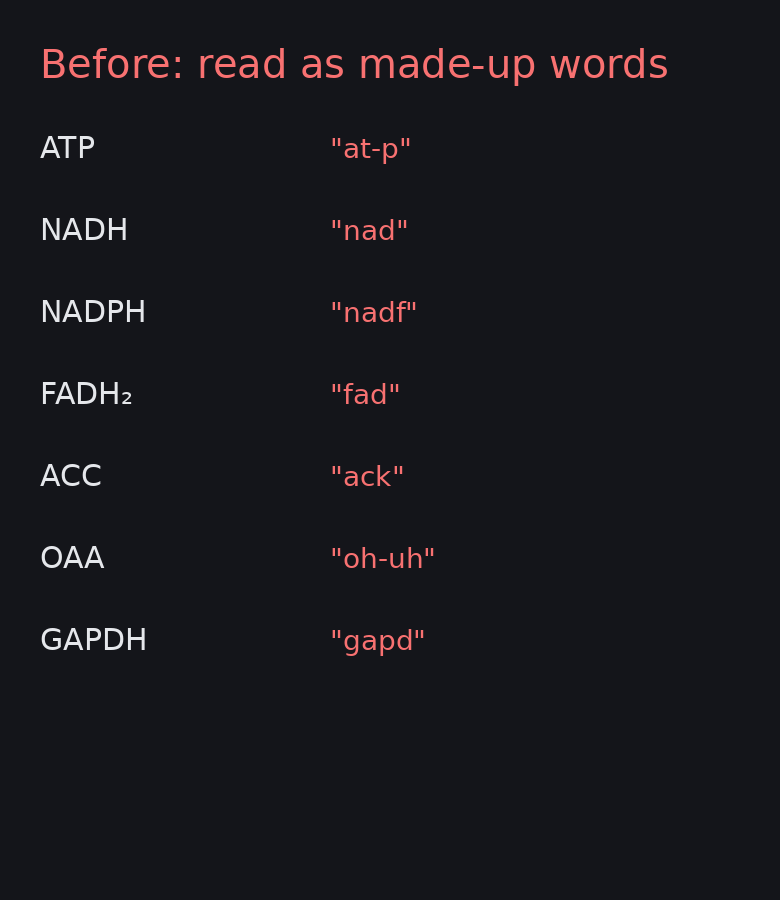 Before: read as made-up words
ATP "at-p"
NADH "nad"
NADPH "nadf"
FADH₂ "fad"
ACC "ack"
OAA "oh-uh"
GAPDH "gapd"